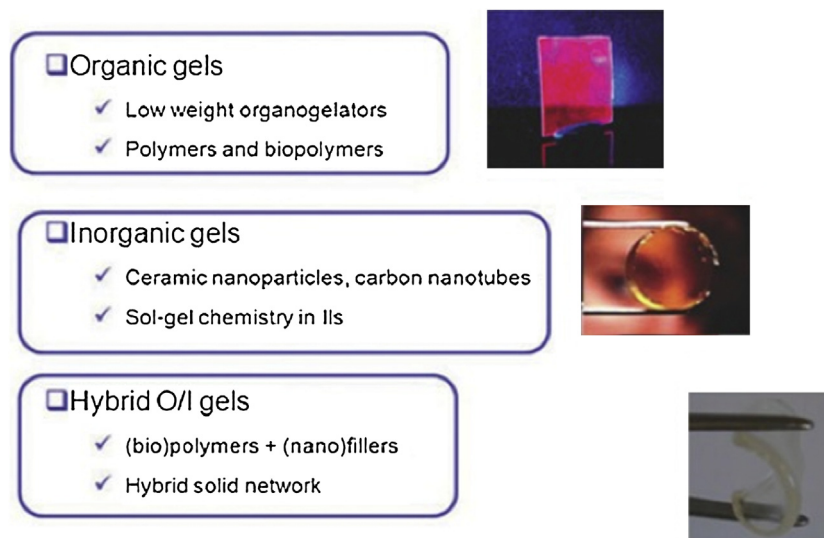 Organic gels
Low weight organogelators
Polymers and biopolymers
Inorganic gels
Ceramic nanoparticles, carbon nanotubes
Sol-gel chemistry in Ils
Hybrid O/I gels
(bio)polymers + (nano)fillers
Hybrid solid network